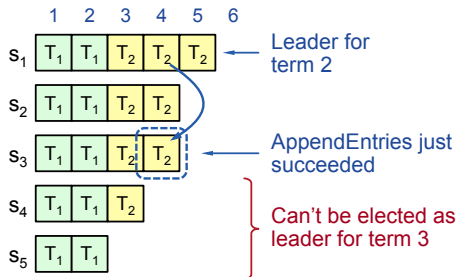 1 2 3 4 5 6
s1 T1 T1 T2 T2 T2 Leader for
term 2
s2 T1 T1 T2 T2
s3 T1 T1 T2 T2 AppendEntries just
succeeded
s4 T1 T1 T2 Can't be elected as
leader for term 3
s5 T1 T1